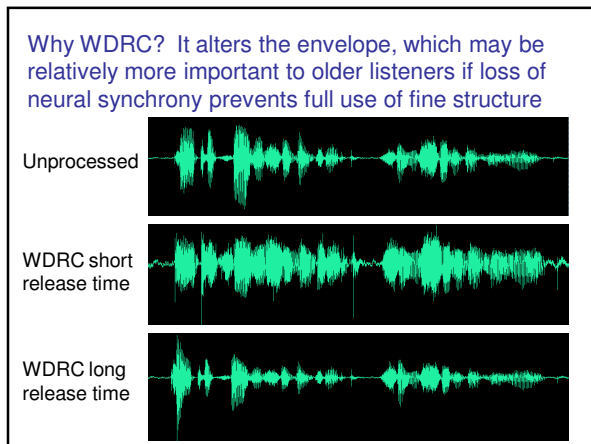 Why WDRC? It alters the envelope, which may be
relatively more important to older listeners if loss of
neural synchrony prevents full use of fine structure
Unprocessed
WDRC short
release time
WDRC long
release time